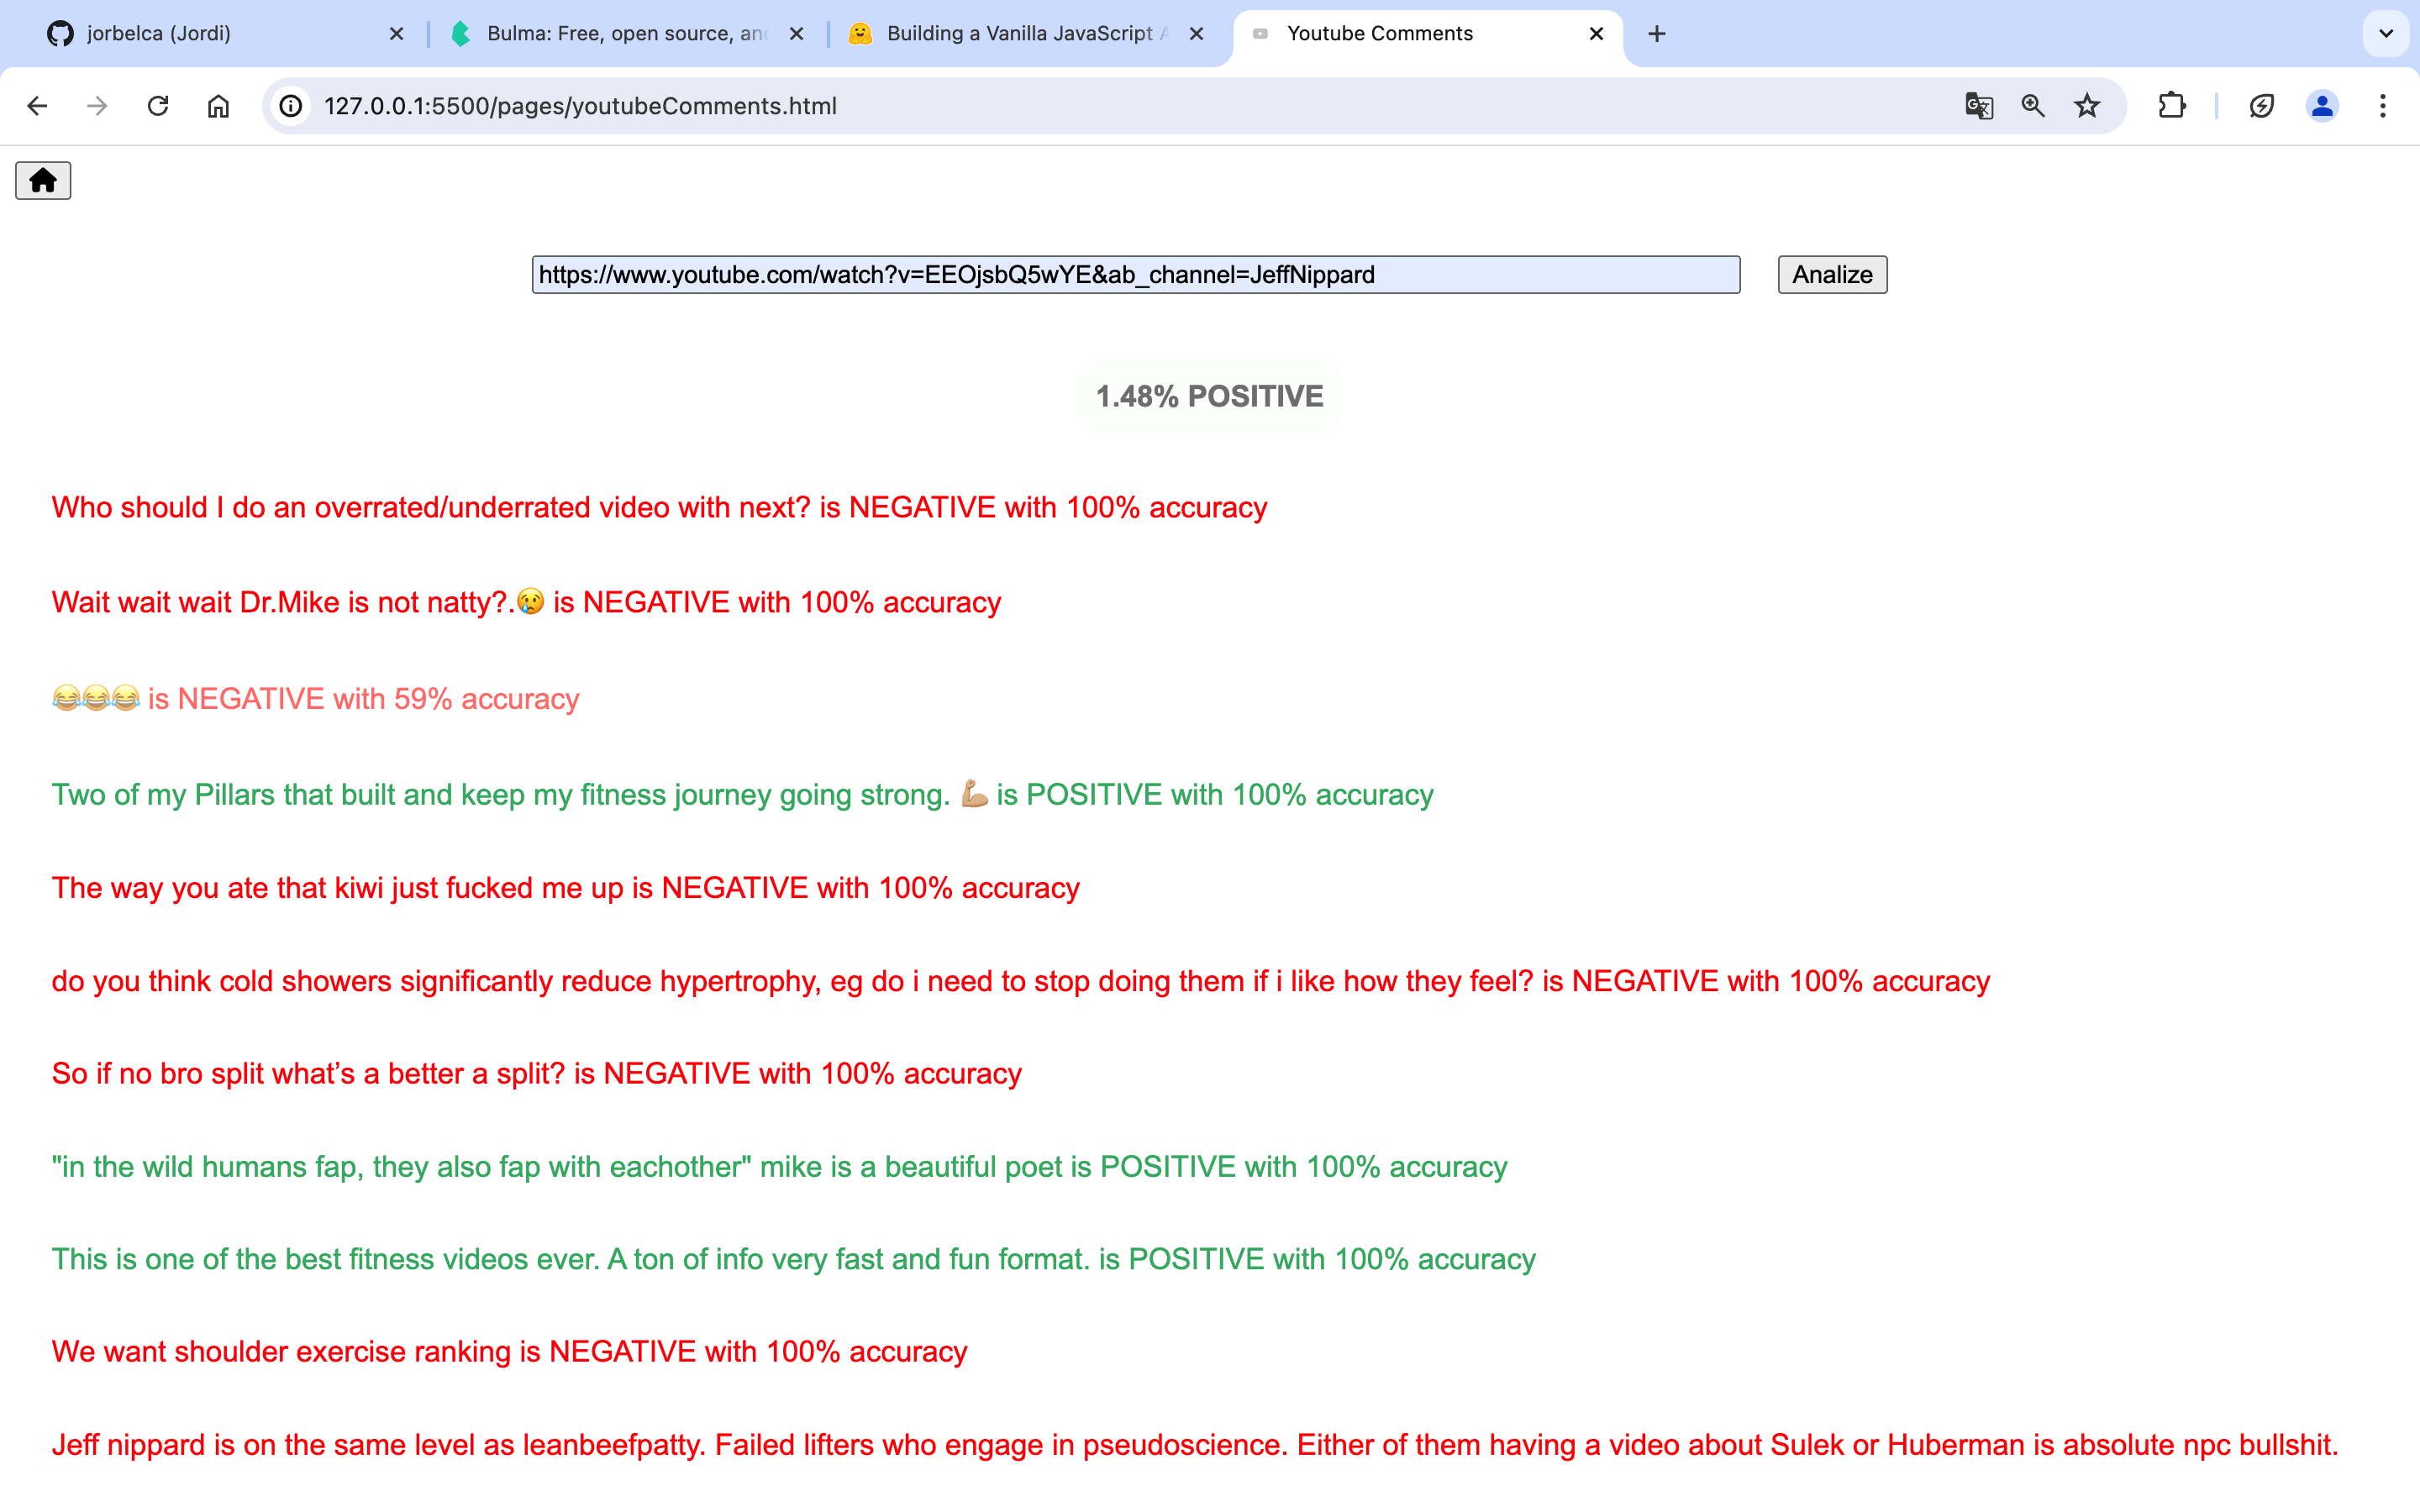 jorbelca (Jordi)
Bulma: Free, open source, an
Building a Vanilla JavaScript
Youtube Comments
127.0.0.1:5500/pages/youtubeComments.html
https://www.youtube.com/watch?v=EEOjsbQ5wYE&ab_channel=JeffNippard
Analize
1.48% POSITIVE
Who should I do an overrated/underrated video with next? is NEGATIVE with 100% accuracy
Wait wait wait Dr.Mike is not natty?.😢 is NEGATIVE with 100% accuracy
😂😂😂 is NEGATIVE with 59% accuracy
Two of my Pillars that built and keep my fitness journey going strong. 💪🏼 is POSITIVE with 100% accuracy
The way you ate that kiwi just fucked me up is NEGATIVE with 100% accuracy
do you think cold showers significantly reduce hypertrophy, eg do i need to stop doing them if i like how they feel? is NEGATIVE with 100% accuracy
So if no bro split what’s a better a split? is NEGATIVE with 100% accuracy
"in the wild humans fap, they also fap with eachother" mike is a beautiful poet is POSITIVE with 100% accuracy
This is one of the best fitness videos ever. A ton of info very fast and fun format. is POSITIVE with 100% accuracy
We want shoulder exercise ranking is NEGATIVE with 100% accuracy
Jeff nippard is on the same level as leanbeefpatty. Failed lifters who engage in pseudoscience. Either of them having a video about Sulek or Huberman is absolute npc bullshit.